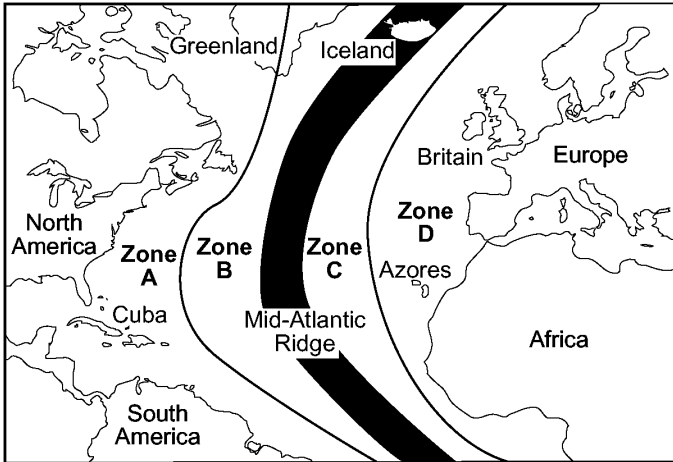 Greenland
Iceland
Britain
Europe
North
America
Zone
A
Zone
B
Zone
C
Zone
D
Azores
Cuba
Mid-Atlantic
Ridge
Africa
South
America